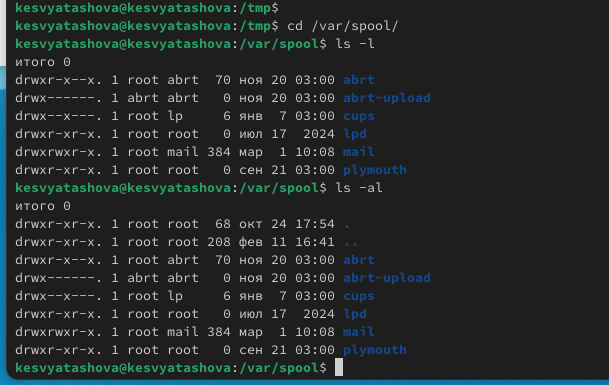 kesvyatashova@kesvyatashova:/tmp$
kesvyatashova@kesvyatashova:/tmp$ cd /var/spool/
kesvyatashova@kesvyatashova:/var/spool$ ls -l
итого 0
drwxr-x--x. 1 root abrt  70 ноя 20 03:00 abrt
drwx------. 1 abrt abrt   0 ноя 20 03:00 abrt-upload
drwx--x---. 1 root lp     6 янв  7 03:00 cups
drwxr-xr-x. 1 root root   0 июл 17  2024 lpd
drwxrwxr-x. 1 root mail 384 мар  1 10:08 mail
drwxr-xr-x. 1 root root   0 сен 21 03:00 plymouth
kesvyatashova@kesvyatashova:/var/spool$ ls -al
итого 0
drwxr-xr-x. 1 root root  68 окт 24 17:54 .
drwxr-xr-x. 1 root root 208 фев 11 16:41 ..
drwxr-x--x. 1 root abrt  70 ноя 20 03:00 abrt
drwx------. 1 abrt abrt   0 ноя 20 03:00 abrt-upload
drwx--x---. 1 root lp     6 янв  7 03:00 cups
drwxr-xr-x. 1 root root   0 июл 17  2024 lpd
drwxrwxr-x. 1 root mail 384 мар  1 10:08 mail
drwxr-xr-x. 1 root root   0 сен 21 03:00 plymouth
kesvyatashova@kesvyatashova:/var/spool$